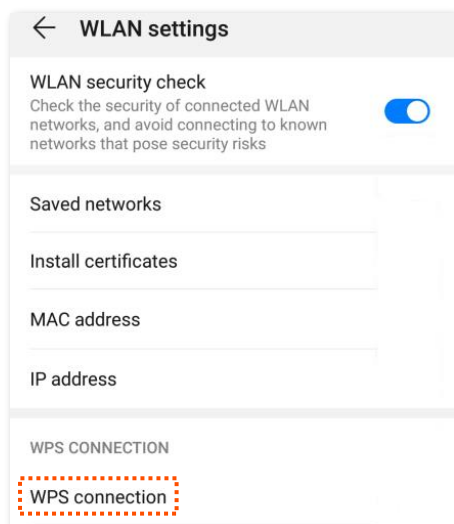 WLAN settings
WLAN security check
Check the security of connected WLAN
networks, and avoid connecting to known
networks that pose security risks
Saved networks
Install certificates
MAC address
IP address
WPS CONNECTION
WPS connection